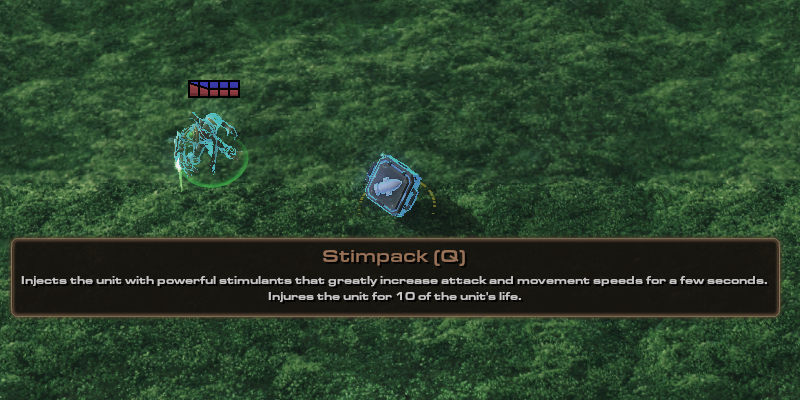 Stimpack (Q)
Injects the unit with powerful stimulants that greatly increase attack and movement speeds for a few seconds.
Injures the unit for 10 of the unit's life.